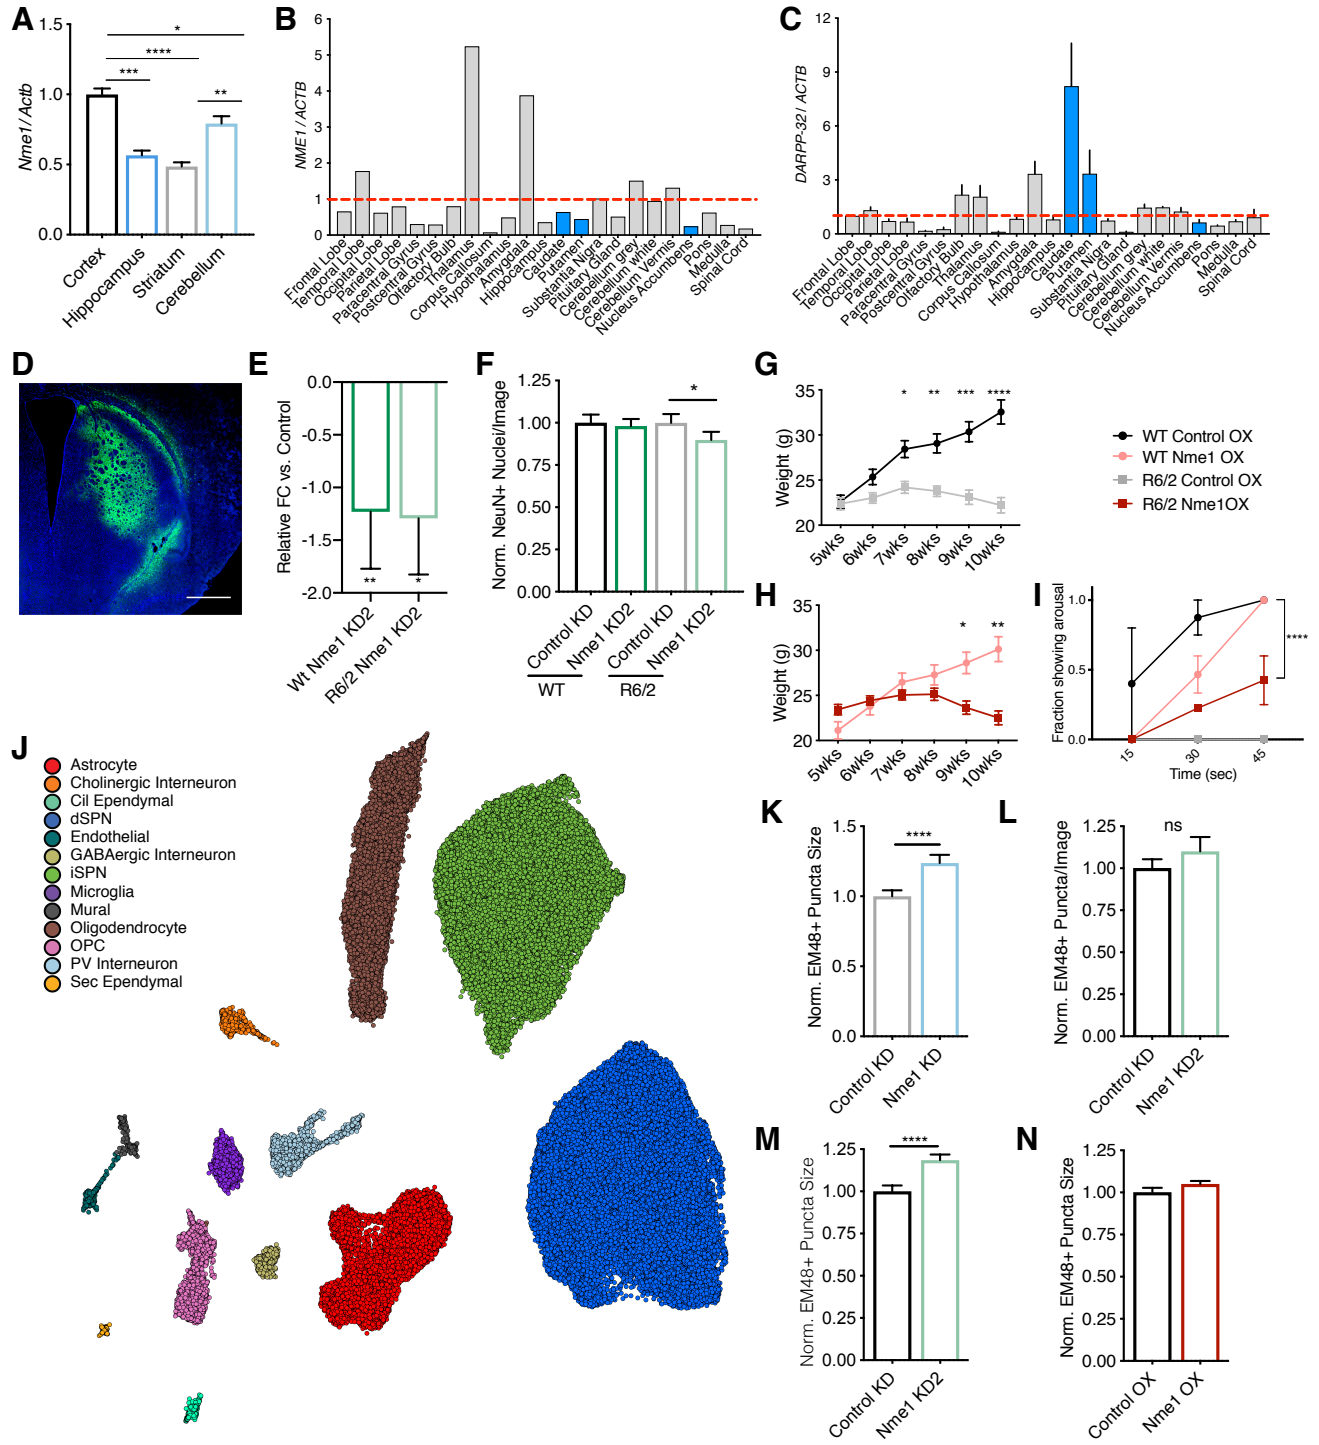 A
1.5
1.0
0.5
0.0
Nme1/ Actb
*
****
***
**
Cortex
Hippocampus
Striatum
Cerebellum
B
6
5
4
3
2
1
0
NME1 / ACTB
Frontal Lobe
Temporal Lobe
Occipital Lobe
Parietal Lobe
Paracentral Gyrus
Postcentral Gyrus
Olfactory Bulb
Thalamus
Corpus Callosum
Hypothalamus
Amygdala
Hippocampus
Caudate
Putamen
Substantia Nigra
Pituitary Gland
Cerebellum grey
Cerebellum white
Cerebellum Vermis
Nucleus Accumbens
Pons
Medulla
Spinal Cord
C
12
9
6
3
0
DARPP-32 / ACTB
Frontal Lobe
Temporal Lobe
Occipital Lobe
Parietal Lobe
Paracentral Gyrus
Postcentral Gyrus
Olfactory Bulb
Thalamus
Corpus Callosum
Hypothalamus
Amygdala
Hippocampus
Caudate
Putamen
Substantia Nigra
Pituitary Gland
Cerebellum grey
Cerebellum white
Cerebellum Vermis
Nucleus Accumbens
Pons
Medulla
Spinal Cord
D
E
0.0
-0.5
-1.0
-1.5
-2.0
Relative FC vs. Control
**
*
Wt Nme1 KD2
R6/2 Nme1 KD2
F
1.25
1.00
0.75
0.50
0.25
0.00
Norm. NeuN+ Nuclei/Image
*
Control KD
Nme1 KD2
Control KD
Nme1 KD2
WT
R6/2
G
35
30
25
20
Weight (g)
*
**
***
****
5wks
6wks
7wks
8wks
9wks
10wks
WT Control OX
WT Nme1 OX
R6/2 Control OX
R6/2 Nme1OX
H
35
30
25
20
Weight (g)
*
**
5wks
6wks
7wks
8wks
9wks
10wks
I
1.0
0.5
0.0
Fraction showing arousal
****
15
30
45
Time (sec)
J
Astrocyte
Cholinergic Interneuron
Cil Ependymal
dSPN
Endothelial
GABAergic Interneuron
iSPN
Microglia
Mural
Oligodendrocyte
OPC
PV Interneuron
Sec Ependymal
K
1.5
1.0
0.5
0.0
Norm. EM48+ Puncta Size
****
Control KD
Nme1 KD
L
1.25
1.00
0.75
0.50
0.25
0.00
Norm. EM48+ Puncta/Image
ns
Control KD
Nme1 KD2
M
1.25
1.00
0.75
0.50
0.25
0.00
Norm. EM48+ Puncta Size
****
Control KD
Nme1 KD2
N
1.25
1.00
0.75
0.50
0.25
0.00
Norm. EM48+ Puncta Size
Control OX
Nme1 OX